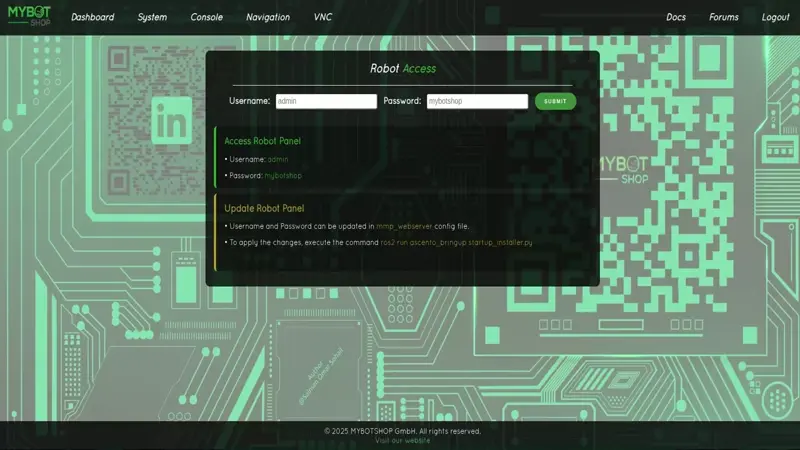 MYBOT SHOP
Dashboard System Console Navigation VNC Docs Forums Logout
Robot Access
Username: admin Password: mybotshop SUBMIT
Access Robot Panel
• Username: admin
• Password: mybotshop
Update Robot Panel
• Username and Password can be updated in mmp_webserver config file.
• To apply the changes, execute the command ros2 run ascento_bringup startup_installer.py
in
MYBOT
SHOP
Author
© 2025 MYBOTSHOP GmbH. All rights reserved.
Visit our website